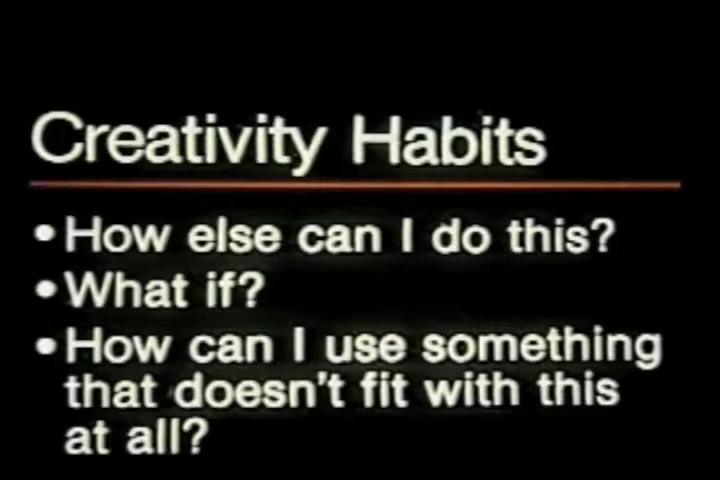 Creativity Habits
•How else can I do this?
•What if?
•How can I use something
that doesn't fit with this
at all?